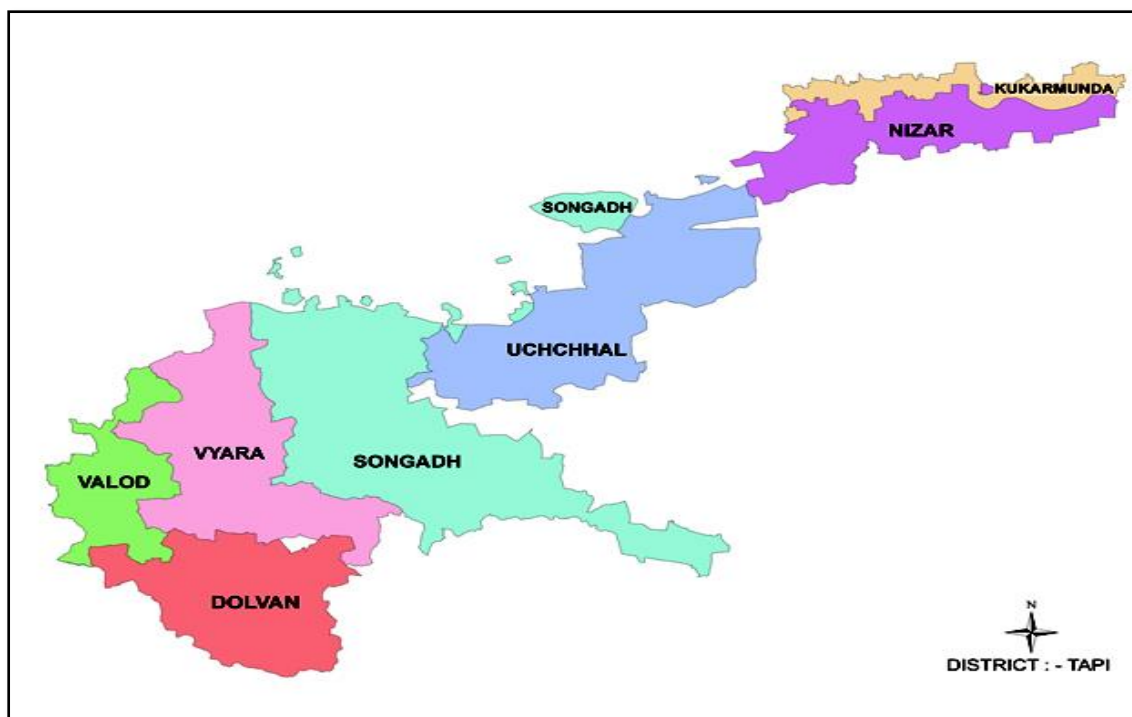 KUKARMUNDA
NIZAR
SONGADH
UCHCHHAL
VYARA
SONGADH
VALOD
DOLVAN
N
DISTRICT : - TAPI